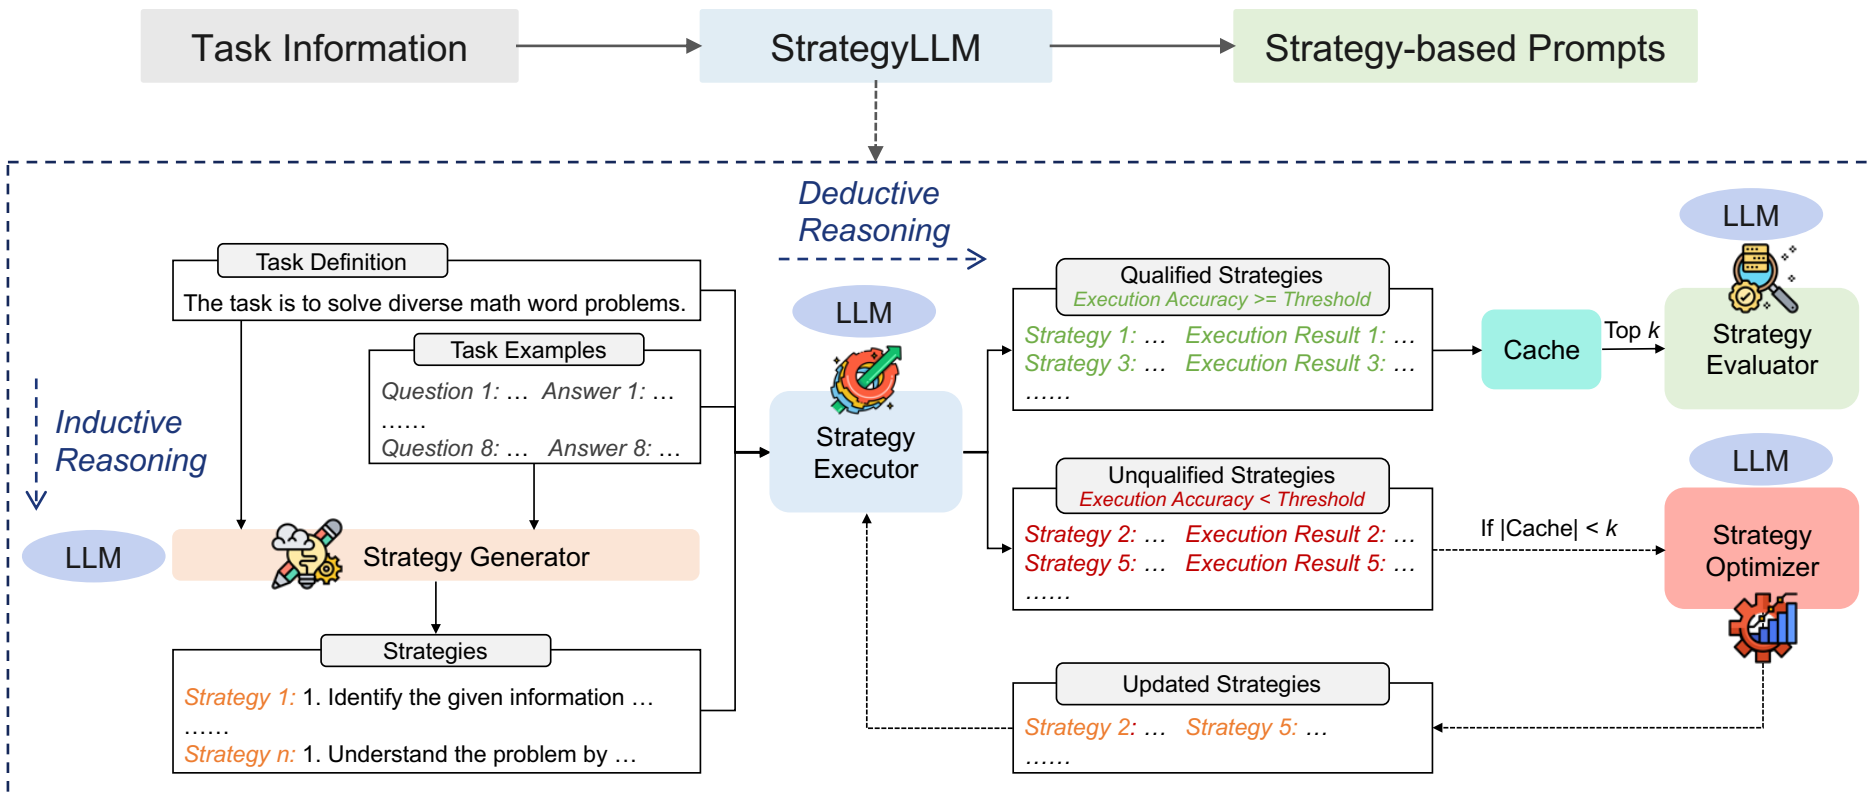 Task Information
StrategyLLM
Strategy-based Prompts
Deductive
Reasoning
Inductive
Reasoning
Task Definition
The task is to solve diverse math word problems.
Task Examples
Question 1: … Answer 1: …
……
Question 8: … Answer 8: …
LLM
Strategy Generator
Strategies
Strategy 1: 1. Identify the given information …
……
Strategy n: 1. Understand the problem by …
LLM
Strategy
Executor
Qualified Strategies
Execution Accuracy >= Threshold
Strategy 1: … Execution Result 1: …
Strategy 3: … Execution Result 3: …
……
Cache
Top k
LLM
Strategy
Evaluator
Unqualified Strategies
Execution Accuracy < Threshold
Strategy 2: … Execution Result 2: …
Strategy 5: … Execution Result 5: …
……
If |Cache| < k
LLM
Strategy
Optimizer
Updated Strategies
Strategy 2: … Strategy 5: …
……